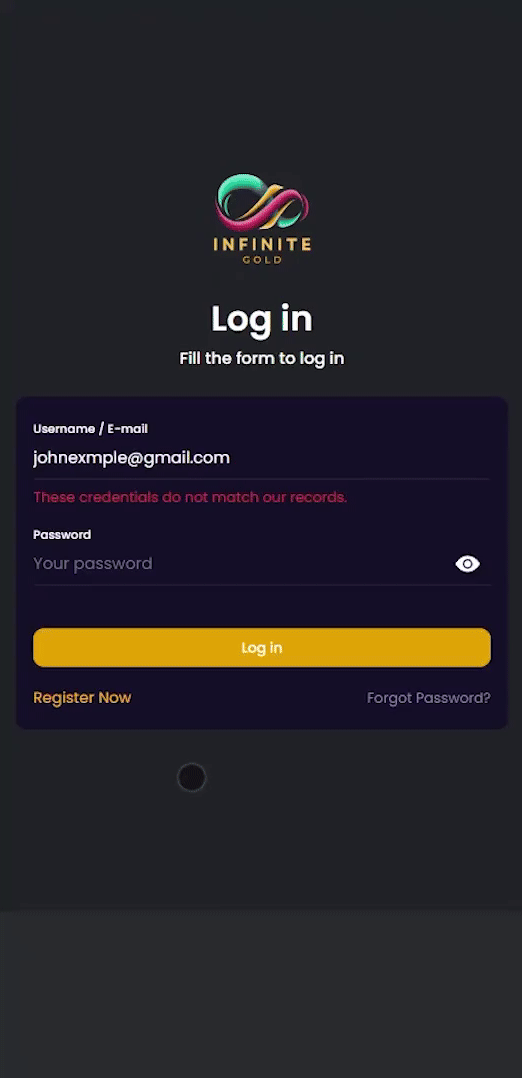 INFINITE
GOLD
Log in
Fill the form to log in
Username / E-mail
johnexmple@gmail.com
These credentials do not match our records.
Password
Your password
Log in
Register Now
Forgot Password?